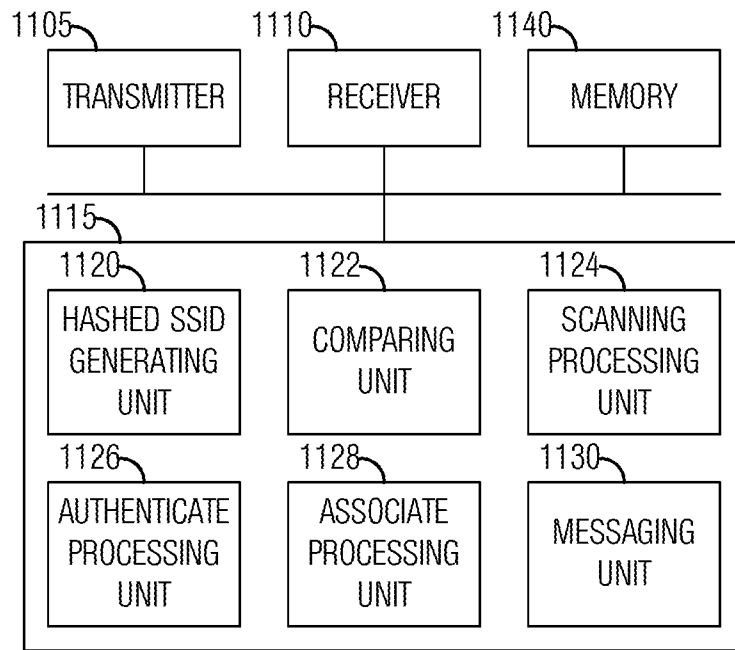 1105
1110
1140
TRANSMITTER
RECEIVER
MEMORY
1115
1120
1122
1124
HASHED SSID
GENERATING
UNIT
COMPARING
UNIT
SCANNING
PROCESSING
UNIT
1126
1128
1130
AUTHENTICATE
PROCESSING
UNIT
ASSOCIATE
PROCESSING
UNIT
MESSAGING
UNIT